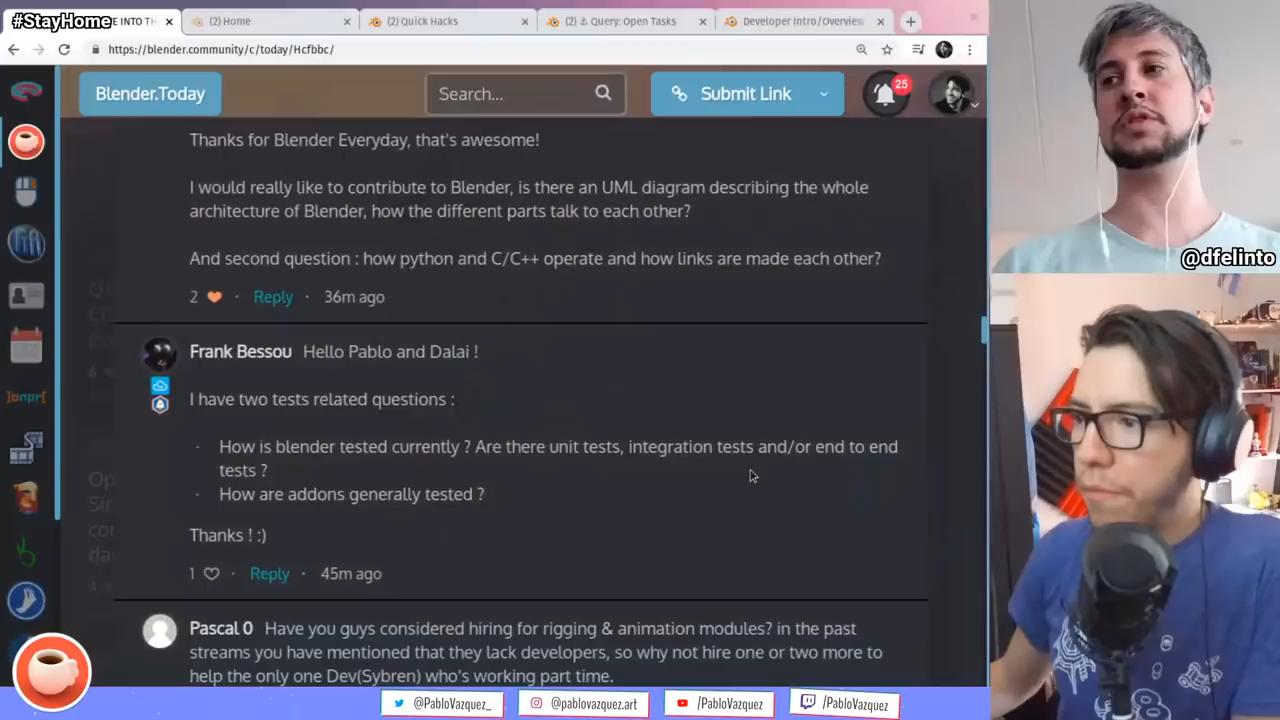 #StayHome
E INTO TH
(2) Home
(2) Quick Hacks
(2) ⚓ Query: Open Tasks
Developer Intro/Overview
https://blender.community/c/today/Hcfbbc/
Blender.Today
Search...
Submit Link
25
Thanks for Blender Everyday, that's awesome!
I would really like to contribute to Blender, is there an UML diagram describing the whole
architecture of Blender, how the different parts talk to each other?
And second question : how python and C/C++ operate and how links are made each other?
2 · Reply · 36m ago
Frank Bessou Hello Pablo and Dalai !
I have two tests related questions :
· How is blender tested currently ? Are there unit tests, integration tests and/or end to end
tests ?
· How are addons generally tested ?
Thanks ! :)
1 · Reply · 45m ago
Pascal 0 Have you guys considered hiring for rigging & animation modules? in the past
streams you have mentioned that they lack developers, so why not hire one or two more to
help the only one Dev(Sybren) who's working part time.
@dfelinto
]bnpr[
@PabloVazquez_
@pablovazquez.art
/PabloVazquez
/PabloVazquez